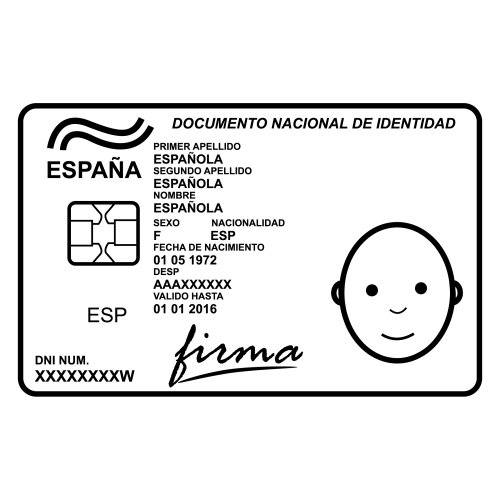 DOCUMENTO NACIONAL DE IDENTIDAD
ESPAÑA
PRIMER APELLIDO
ESPAÑOLA
SEGUNDO APELLIDO
ESPAÑOLA
NOMBRE
ESPAÑOLA
SEXO NACIONALIDAD
F ESP
FECHA DE NACIMIENTO
01 05 1972
DESP
AAAXXXXXX
VALIDO HASTA
01 01 2016
ESP
firma
DNI NUM.
XXXXXXXXW